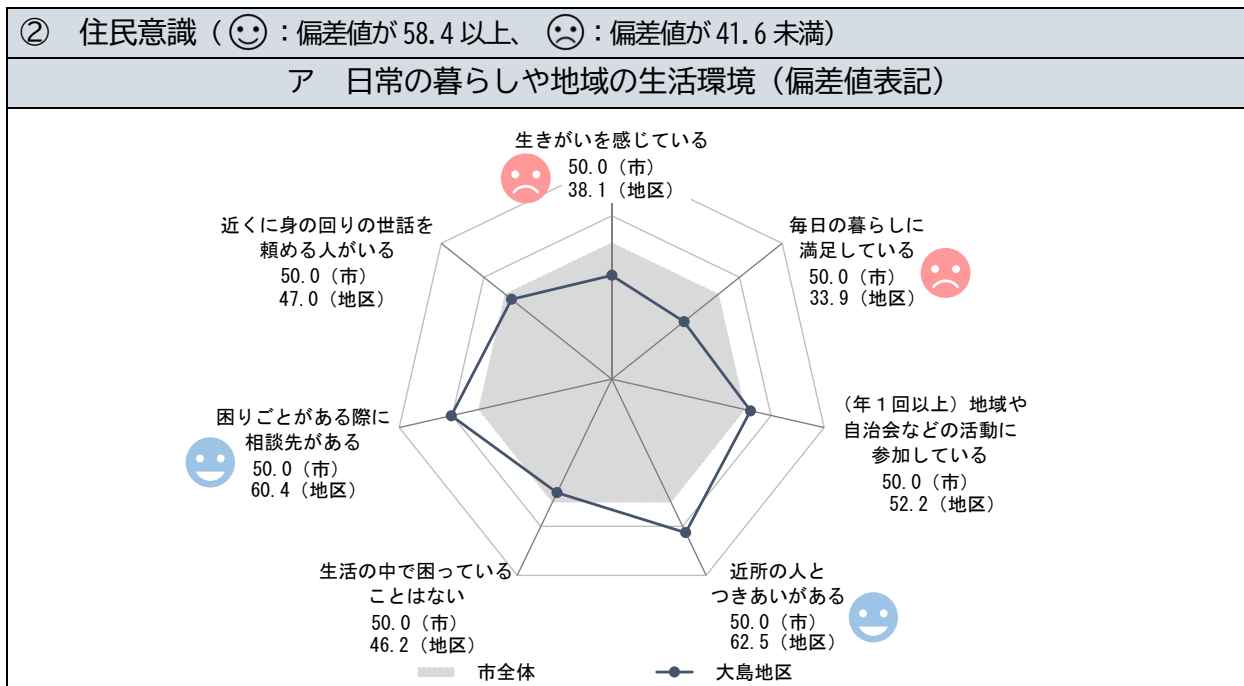 ② 住民意識（：偏差値が 58.4 以上、：偏差値が 41.6 未満）
ア 日常の暮らしや地域の生活環境（偏差値表記）
生きがいを感じている
50.0（市）
38.1（地区）
毎日の暮らしに
満足している
50.0（市）
33.9（地区）
（年１回以上）地域や
自治会などの活動に
参加している
50.0（市）
52.2（地区）
近所の人と
つきあいがある
50.0（市）
62.5（地区）
生活の中で困っている
ことはない
50.0（市）
46.2（地区）
困りごとがある際に
相談先がある
50.0（市）
60.4（地区）
近くに身の回りの世話を
頼める人がいる
50.0（市）
47.0（地区）
市全体
大島地区